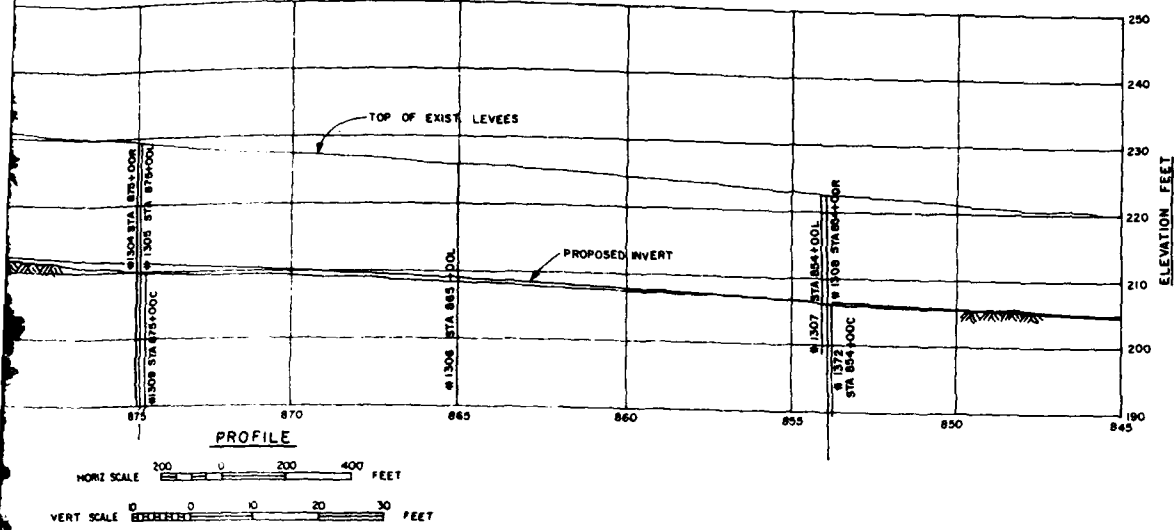 250
240
TOP OF EXIST. LEVEES
230
#1304 STA 875+00R
#1305 STA 875+00L
220
ELEVATION FEET
#1307 STA 854+00L
#1308 STA 854+00R
PROPOSED INVERT
210
#1306 STA 865+00L
200
#1309 STA 875+00C
#1372
STA 854+00C
190
875
870
865
860
855
850
845
PROFILE
HORIZ SCALE 200 0 200 400 FEET
VERT SCALE 10 0 10 20 30 FEET